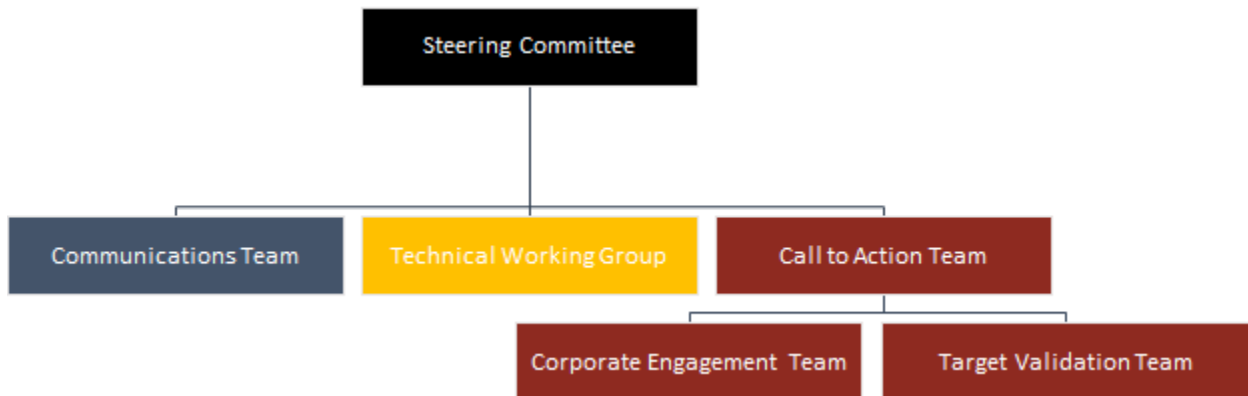 Steering Committee
Communications Team
Technical Working Group
Call to Action Team
Corporate Engagement Team
Target Validation Team